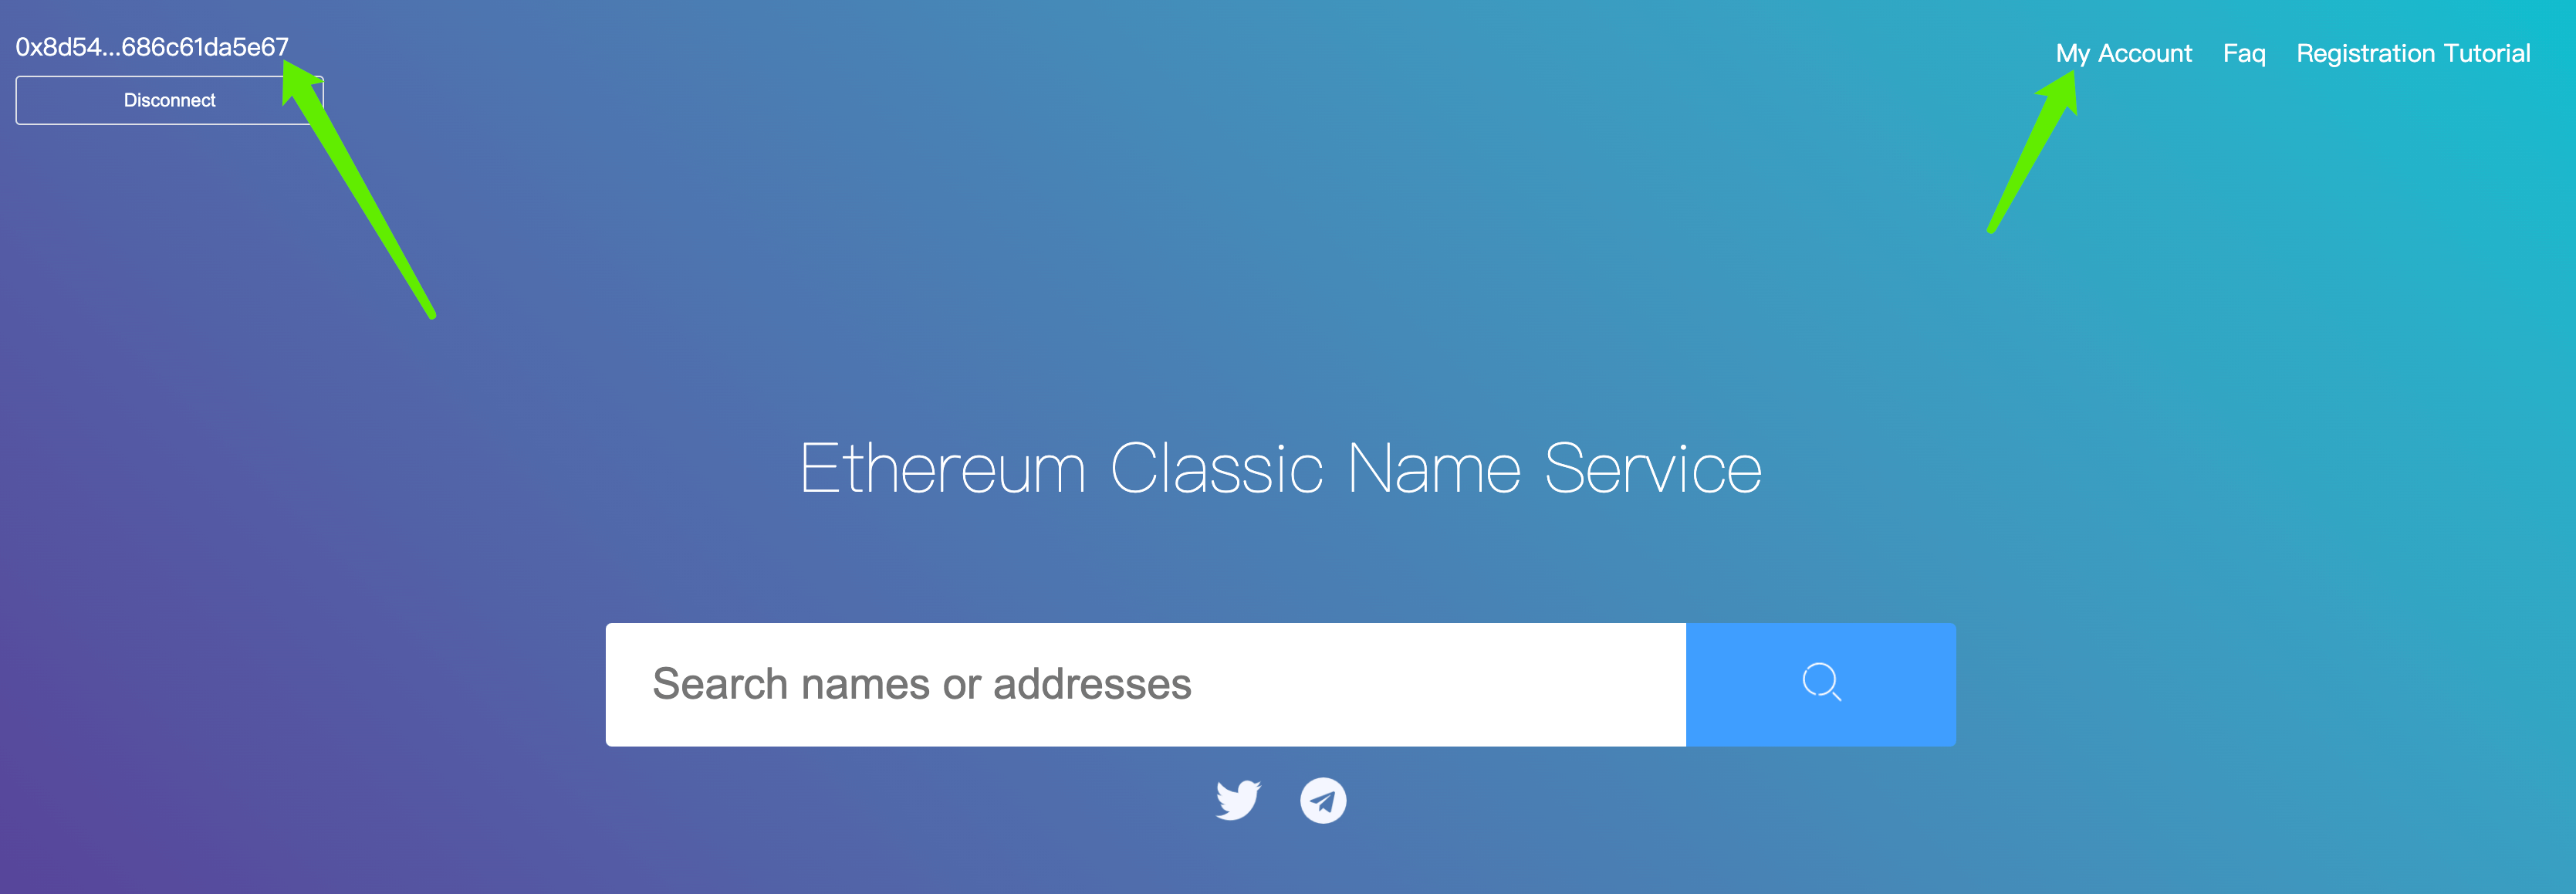 0x8d54...686c61da5e67
Disconnect
My Account Faq Registration Tutorial
Ethereum Classic Name Service
Search names or addresses